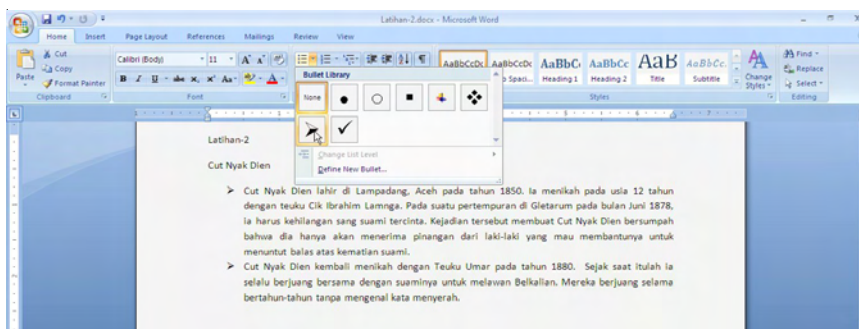 Latihan-2.docx - Microsoft Word
Home Insert Page Layout References Mailings Review View
Cut
Copy
Format Painter
Paste
Clipboard
Calibri (Body) 11
Font
Bullet Library
None
Change List Level
Define New Bullet...
AaBbCcDc AaBbCcDc AaBbC AaBbCc AaB AaBbCc.
Spaci... Heading 1 Heading 2 Title Subtitle
Change Styles
Styles
Find
Replace
Select
Editing
Latihan-2
Cut Nyak Dien
➢ Cut Nyak Dien lahir di Lampadang, Aceh pada tahun 1850. Ia menikah pada usia 12 tahun
dengan teuku Cik Ibrahim Lamnga. Pada suatu pertempuran di Gletarum pada bulan Juni 1878,
ia harus kehilangan sang suami tercinta. Kejadian tersebut membuat Cut Nyak Dien bersumpah
bahwa dia hanya akan menerima pinangan dari laki-laki yang mau membantunya untuk
menuntut balas atas kematian suami.
➢ Cut Nyak Dien kembali menikah dengan Teuku Umar pada tahun 1880. Sejak saat itulah ia
selalu berjuang bersama dengan suaminya untuk melawan Belkalian. Mereka berjuang selama
bertahun-tahun tanpa mengenal kata menyerah.